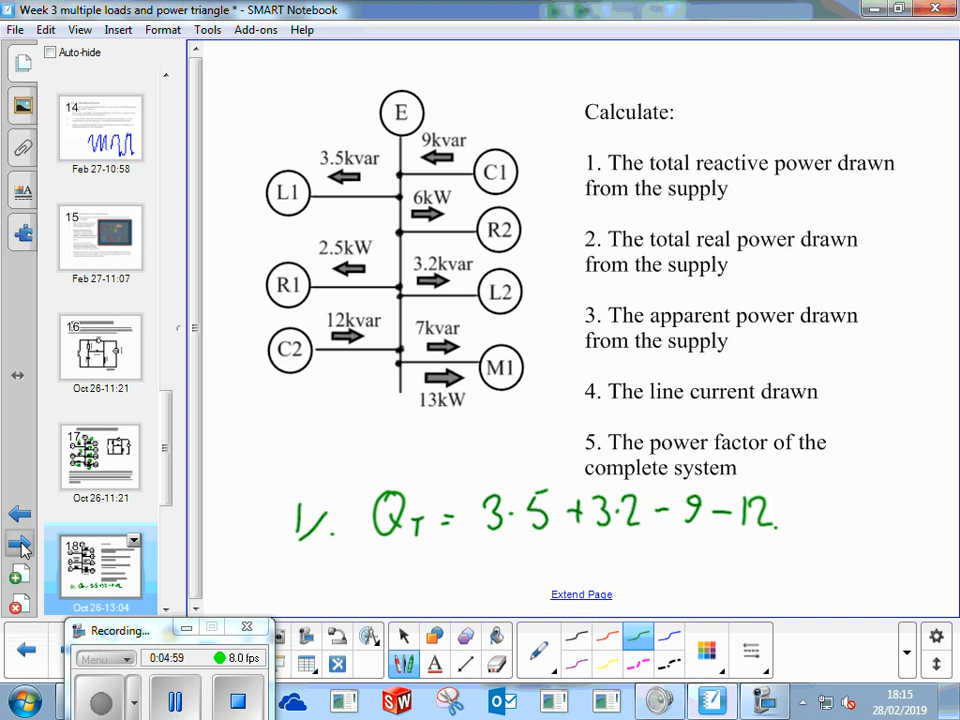 Week 3 multiple loads and power triangle * - SMART Notebook
File Edit View Insert Format Tools Add-ons Help
Auto-hide
14
Feb 27-10:58
15
Feb 27-11:07
16
Oct 26-11:21
17
Oct 26-11:21
18
Oct 26-13:04
E
9kvar
3.5kvar
C1
L1
6kW
R2
2.5kW
3.2kvar
R1
L2
12kvar
7kvar
C2
M1
13kW
Calculate:
1. The total reactive power drawn
from the supply
2. The total real power drawn
from the supply
3. The apparent power drawn
from the supply
4. The line current drawn
5. The power factor of the
complete system
1/. QT = 3.5 + 3.2 - 9 - 12.
Extend Page
Recording...
Menu
0:04:59
8.0 fps
A
18:15
28/02/2019